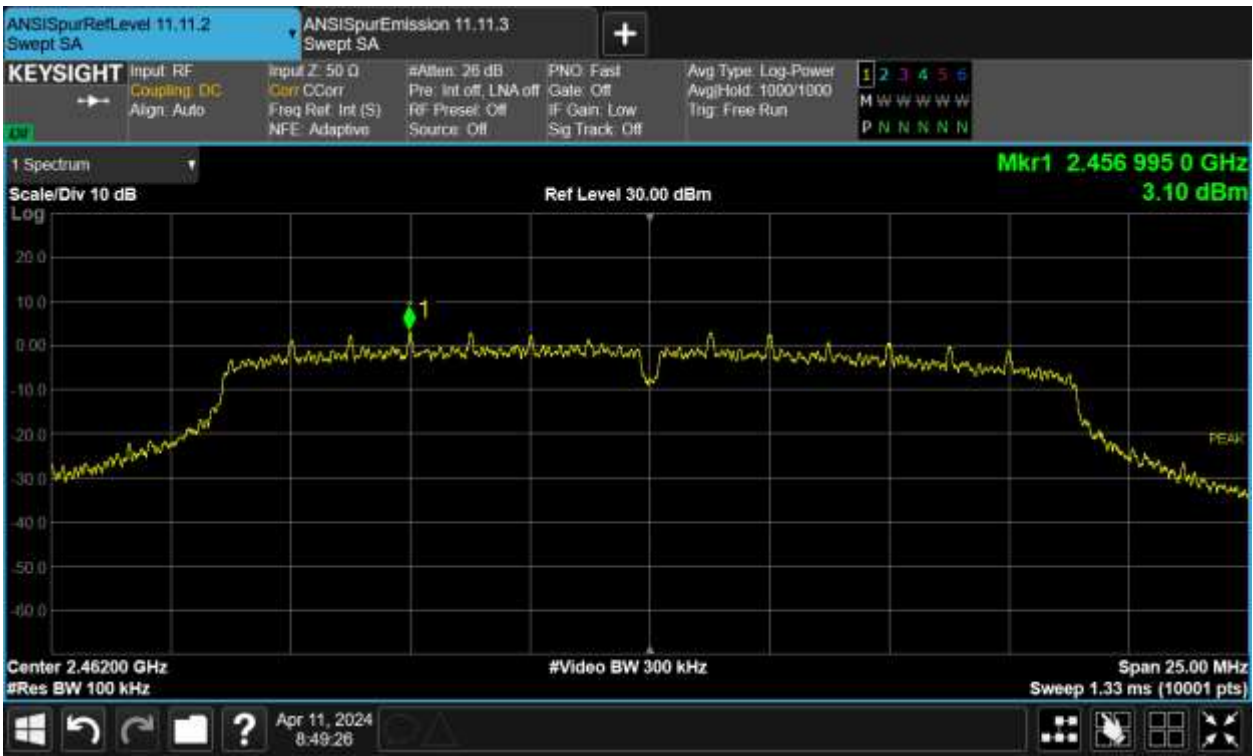 ANSISpurRefLevel 11.11.2
Swept SA
ANSISpurEmission 11.11.3
Swept SA
KEYSIGHT
Input: RF
Coupling: DC
Align: Auto
Input Z: 50 Ω
Corr CCorr
Freq Ref: Int (S)
NFE: Adaptive
#Atten: 26 dB
Pre: Int off, LNA off
RF Presel: Off
Source: Off
PNO: Fast
Gate: Off
IF Gain: Low
Sig Track: Off
Avg Type: Log-Power
Avg|Hold: 1000/1000
Trig: Free Run
1 2 3 4 5 6
M W W W W W
P N N N N N
1 Spectrum
Mkr1 2.456 995 0 GHz
Scale/Div 10 dB
Ref Level 30.00 dBm
3.10 dBm
Log
20.0
10.0
1
0.00
-10.0
-20.0
PEAK
-30.0
-40.0
-50.0
-60.0
Center 2.46200 GHz
#Video BW 300 kHz
Span 25.00 MHz
#Res BW 100 kHz
Sweep 1.33 ms (10001 pts)
?
Apr 11, 2024
8:49:26